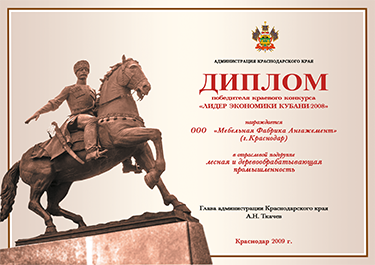 АДМИНИСТРАЦИЯ КРАСНОДАРСКОГО КРАЯ
ДИПЛОМ
победителя краевого конкурса
«ЛИДЕР ЭКОНОМИКИ КУБАНИ 2008»
награждается
ООО «Мебельная Фабрика Ангажемент»
(г. Краснодар)
в отраслевой подгруппе
лесная и деревообрабатывающая
промышленность
Глава администрации Краснодарского края
А.Н. Ткачев
Краснодар 2009 г.